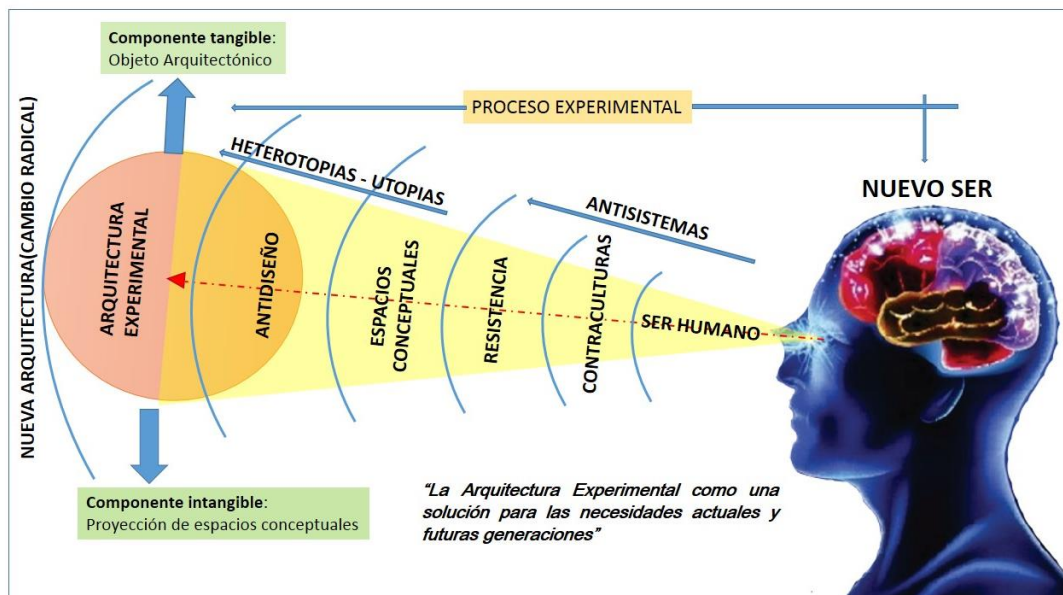 Componente tangible:
Objeto Arquitectónico
PROCESO EXPERIMENTAL
NUEVA ARQUITECTURA(CAMBIO RADICAL)
HETEROTOPIAS - UTOPIAS
ANTISISTEMAS
NUEVO SER
ARQUITECTURA
EXPERIMENTAL
ANTIDISEÑO
ESPACIOS
CONCEPTUALES
RESISTENCIA
CONTRACULTURAS
SER HUMANO
Componente intangible:
Proyección de espacios conceptuales
“La Arquitectura Experimental como una
solución para las necesidades actuales y
futuras generaciones”